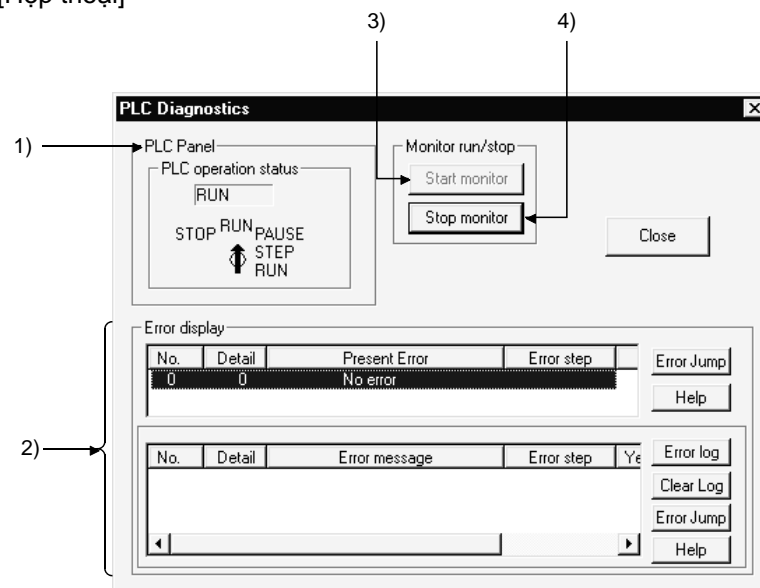 [Hộp thoại]
3) 4)
PLC Diagnostics
1) PLC Panel Monitor run/stop
PLC operation status Start monitor
RUN Stop monitor
STOP RUN PAUSE Close
STEP
RUN
Error display
No. Detail Present Error Error step Error Jump
0 0 No error
Help
2)
No. Detail Error message Error step Ye Error log
Clear Log
Error Jump
Help